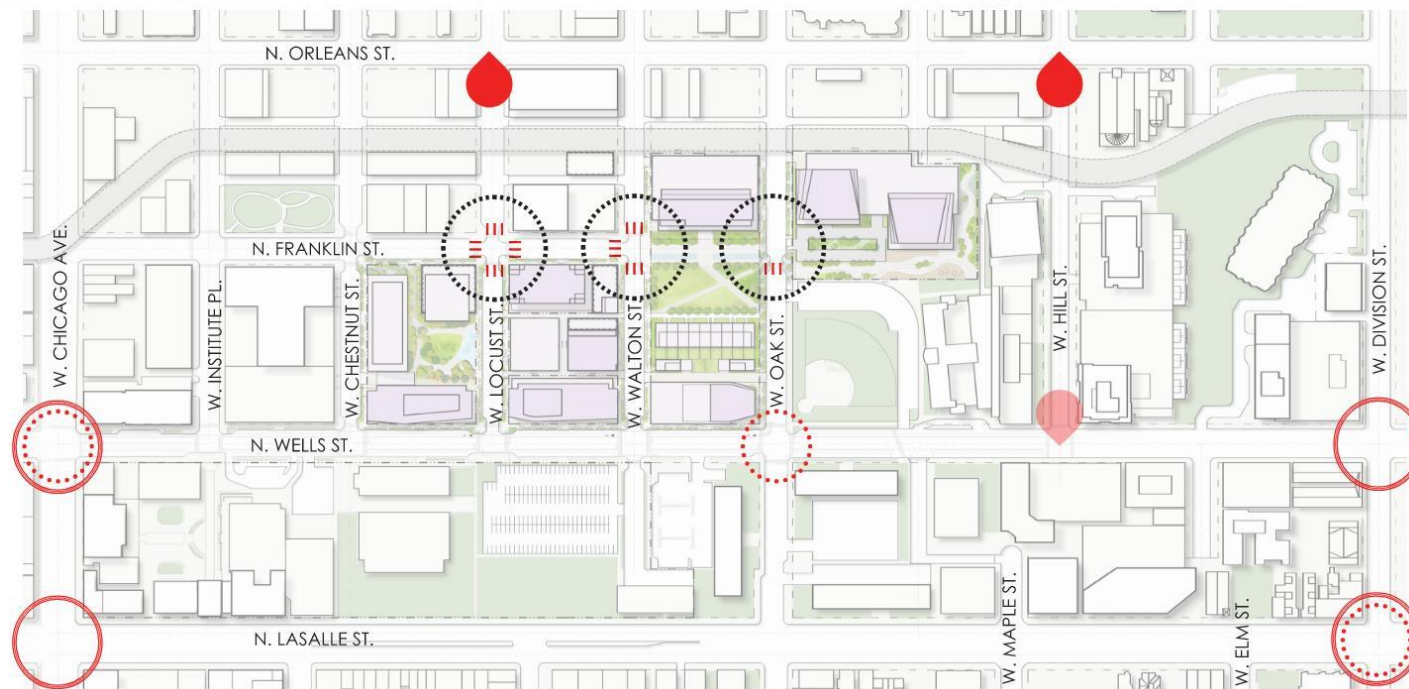 N. ORLEANS ST.
N. FRANKLIN ST.
W. CHICAGO AVE.
W. INSTITUTE PL.
W. CHESTNUT ST.
W. LOCUST ST.
W. WALTON ST.
W. OAK ST.
W. HILL ST.
W. DIVISION ST.
N. WELLS ST.
N. LASALLE ST.
W. MAPLE ST.
W. ELM ST.